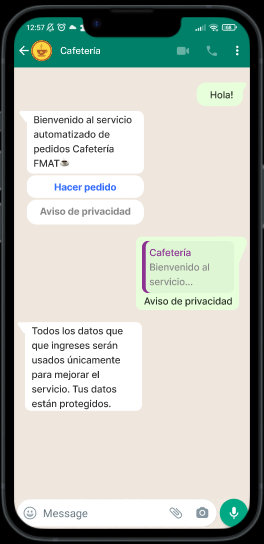 12:57
Cafetería
Hola!
Bienvenido al servicio
automatizado de
pedidos Cafetería
FMAT☕
Hacer pedido
Aviso de privacidad
Cafetería
Bienvenido al
servicio...
Aviso de privacidad
Todos los datos que
que ingreses serán
usados únicamente
para mejorar el
servicio. Tus datos
están protegidos.
Message